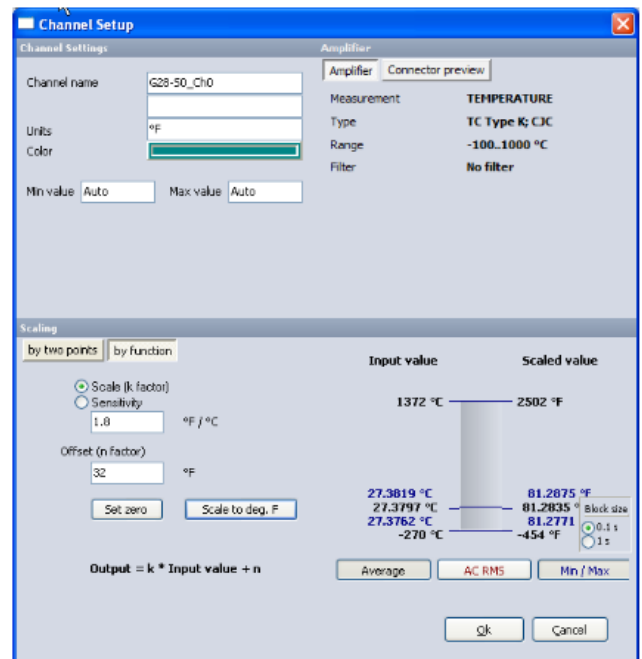 Channel Setup
Channel Settings
Channel name G28-S0_Ch0
Units °F
Color
Min value Auto Max value Auto
Amplifier
Amplifier Connector preview
Measurement TEMPERATURE
Type TC Type K; CJC
Range -100..1000 °C
Filter No filter
Scaling
by two points by function
Scale (k factor)
Sensitivity
1.8 °F / °C
Offset (n factor)
32 °F
Set zero Scale to deg. F
Output = k * Input value + n
Input value Scaled value
1372 °C 2502 °F
27.3819 °C 81.2875 °F
27.3797 °C 81.2835 °
27.3762 °C 81.2771
-270 °C -454 °F
Block size
0.1 s
1 s
Average AC RMS Min / Max
Ok Cancel